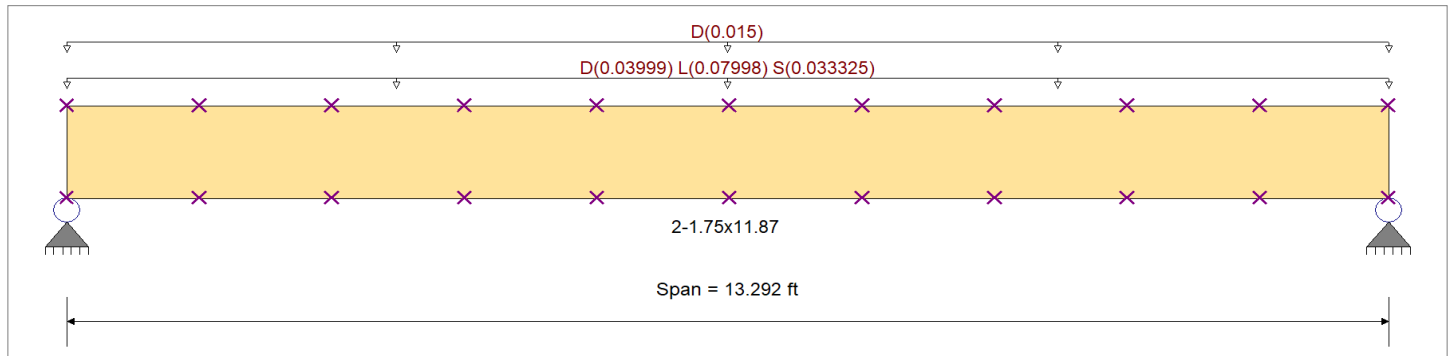 D(0.015)
D(0.03999) L(0.07998) S(0.033325)
2-1.75x11.87
Span = 13.292 ft